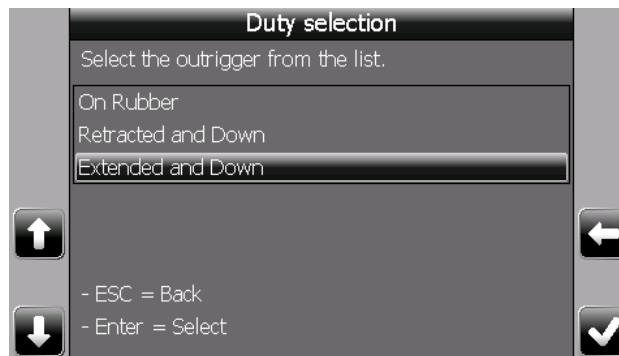 Duty selection
Select the outrigger from the list.
On Rubber
Retracted and Down
Extended and Down
- ESC = Back
- Enter = Select